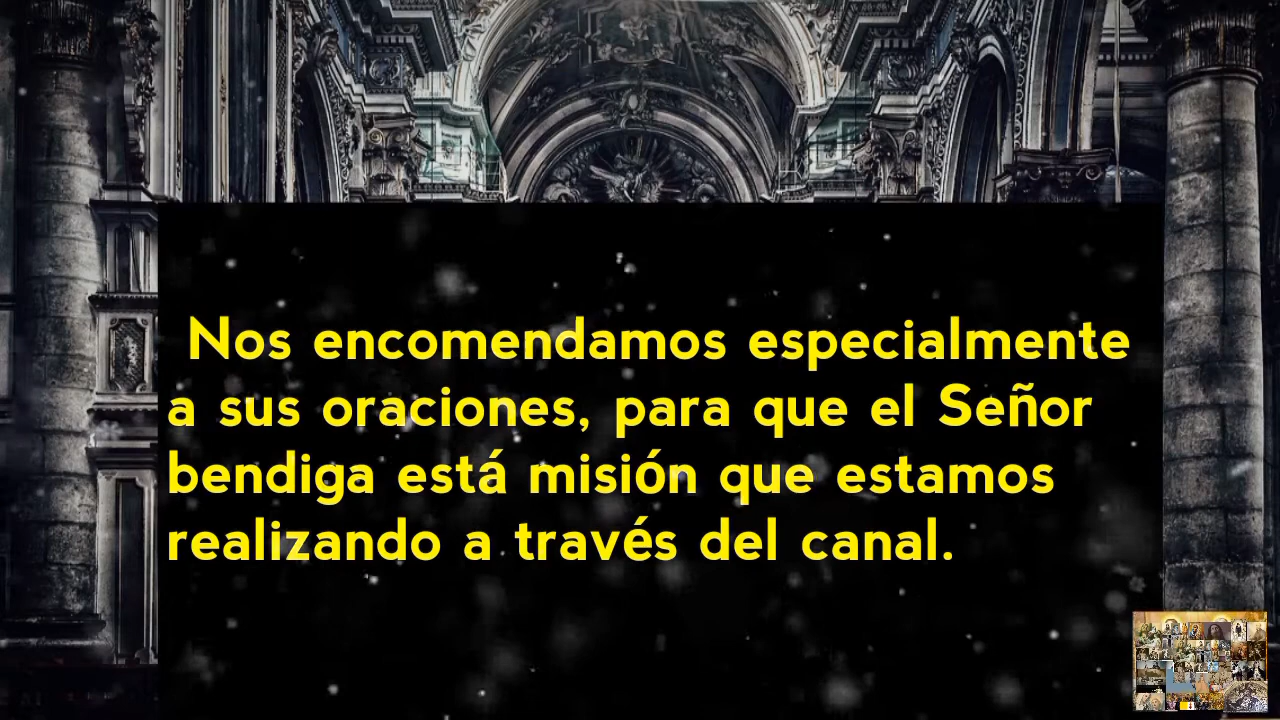 Nos encomendamos especialmente
a sus oraciones, para que el Señor
bendiga está misión que estamos
realizando a través del canal.